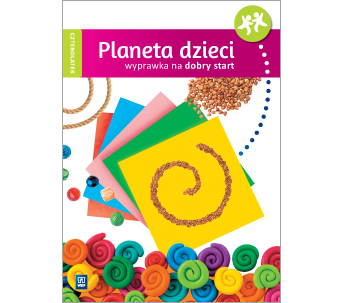 CZTEROLATEK
Planeta dzieci
wyprawka na dobry start